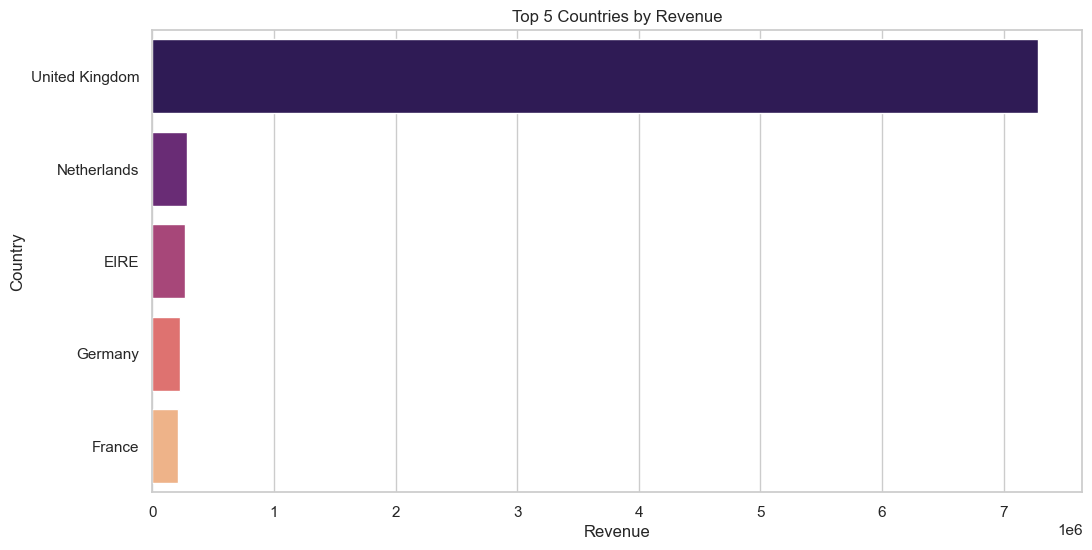 Top 5 Countries by Revenue
United Kingdom
Netherlands
EIRE
Germany
France
Country
0 1 2 3 4 5 6 7
1e6
Revenue